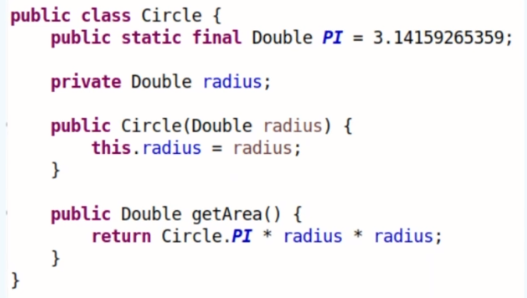 public class Circle {
    public static final Double PI = 3.14159265359;
    private Double radius;
    public Circle(Double radius) {
        this.radius = radius;
    }
    public Double getArea() {
        return Circle.PI * radius * radius;
    }
}